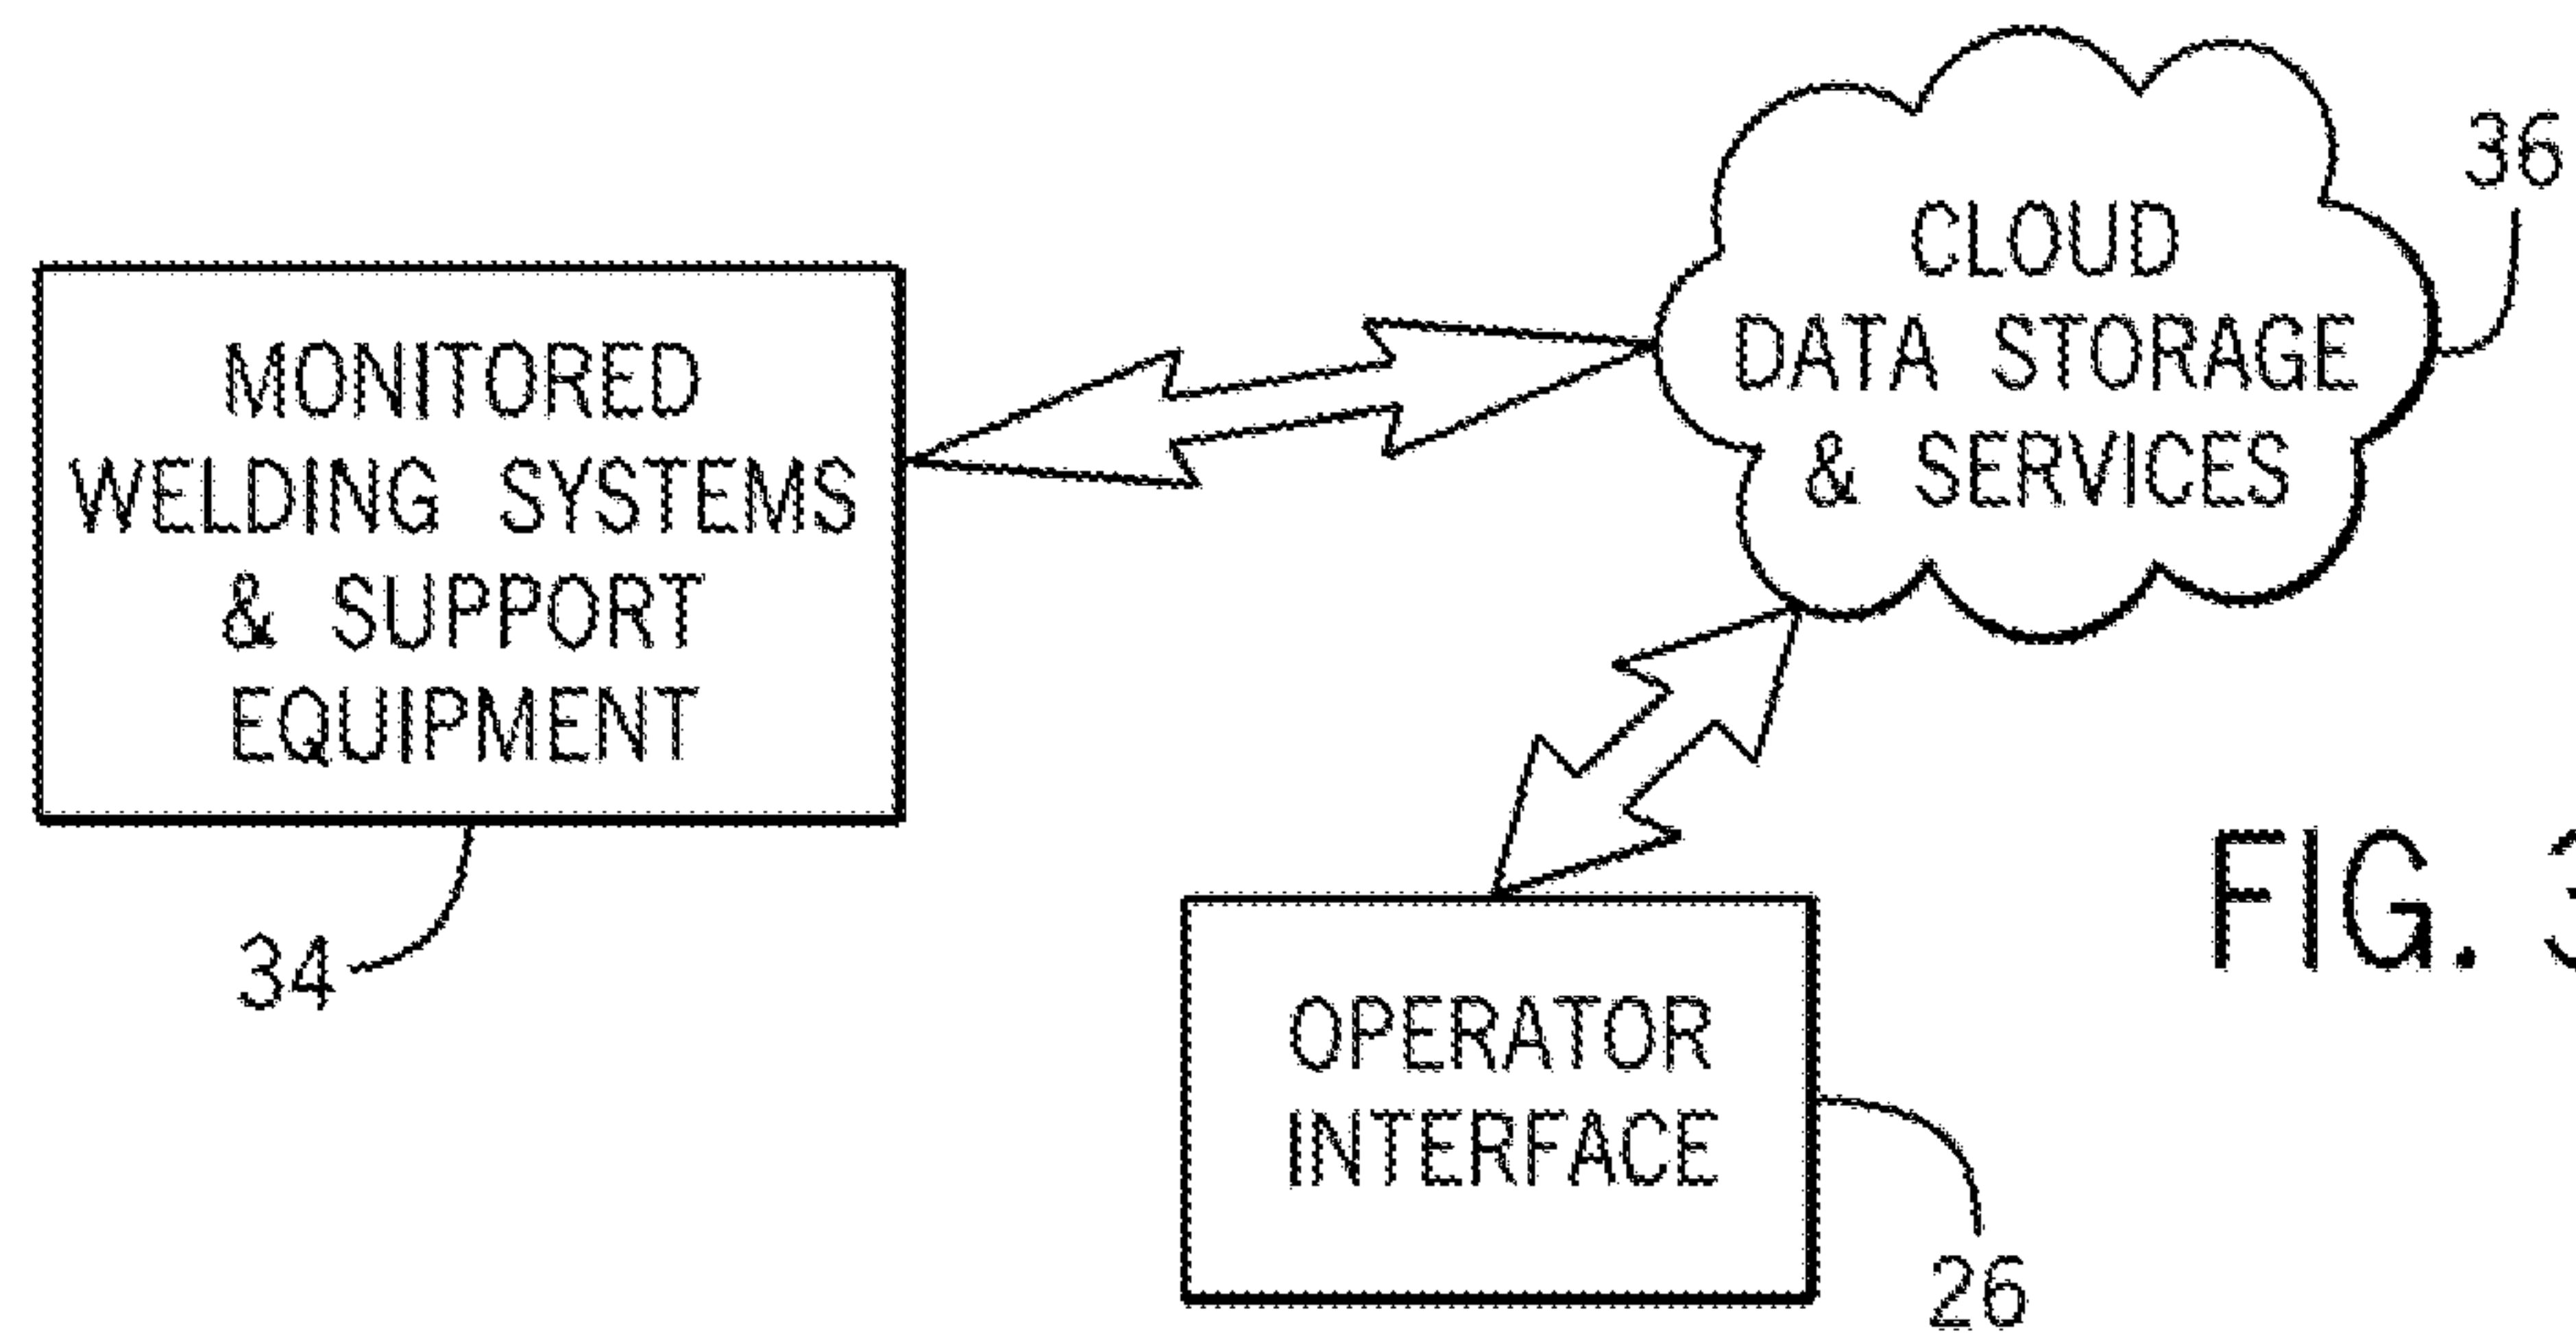 MONITORED
WELDING SYSTEMS
& SUPPORT
EQUIPMENT
34
CLOUD
DATA STORAGE
& SERVICES
36
OPERATOR
INTERFACE
26
FIG. 3